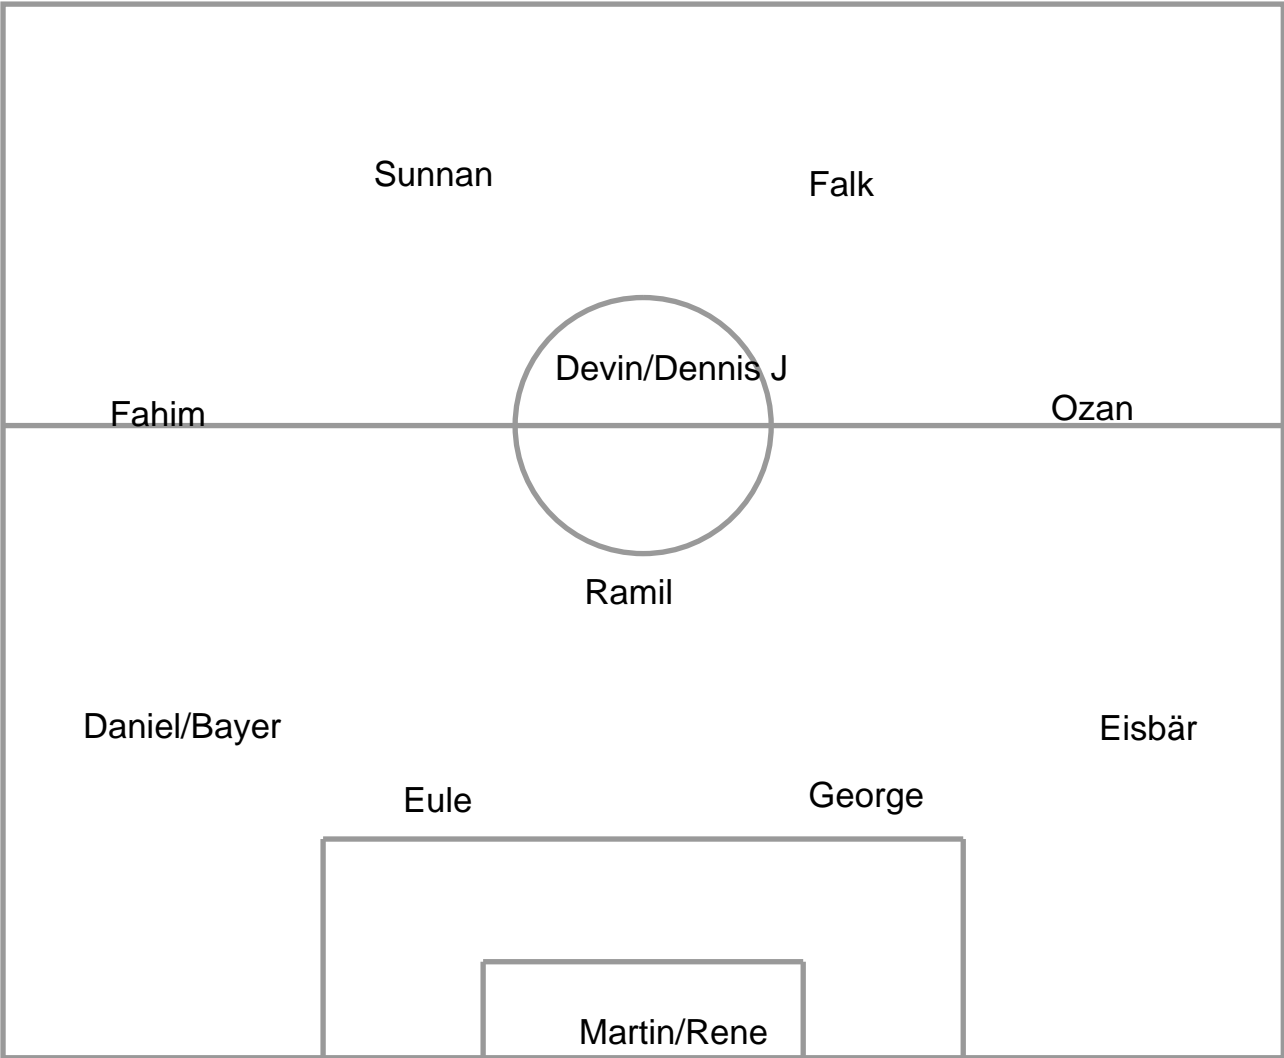 Sunnan
Falk
Devin/Dennis J
Fahim
Ozan
Ramil
Daniel/Bayer
Eisbär
Eule
George
Martin/Rene